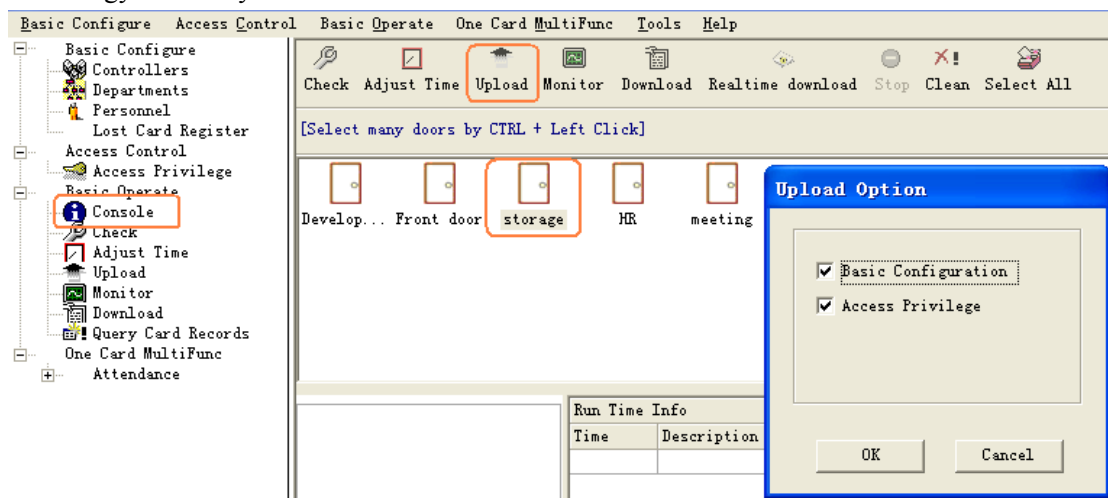 Basic Configure Access Control Basic Operate One Card MultiFunc Tools Help
Basic Configure
Controllers
Departments
Personnel
Lost Card Register
Access Control
Access Privilege
Basic Operate
Console
Check
Adjust Time
Upload
Monitor
Download
Query Card Records
One Card MultiFunc
Attendance
Check Adjust Time Upload Monitor Download Realtime download Stop Clean Select All
[Select many doors by CTRL + Left Click]
Develop... Front door storage HR meeting
Upload Option
Basic Configuration
Access Privilege
OK Cancel
Run Time Info
Time Description